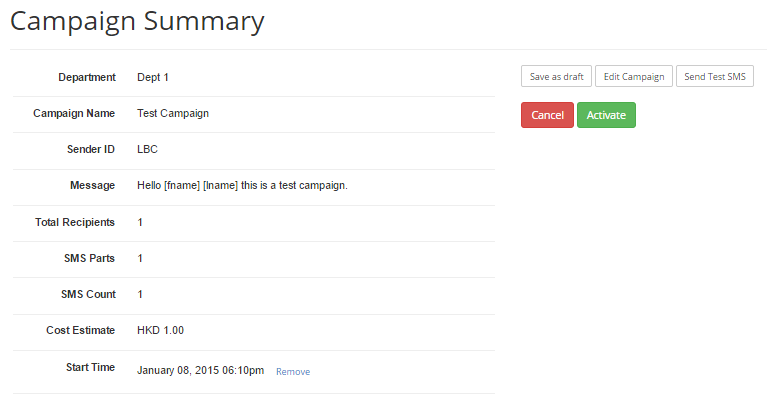 Campaign Summary
Department Dept 1
Save as draft Edit Campaign Send Test SMS
Campaign Name Test Campaign
Cancel Activate
Sender ID LBC
Message Hello [fname] [lname] this is a test campaign.
Total Recipients 1
SMS Parts 1
SMS Count 1
Cost Estimate HKD 1.00
Start Time January 08, 2015 06:10pm Remove